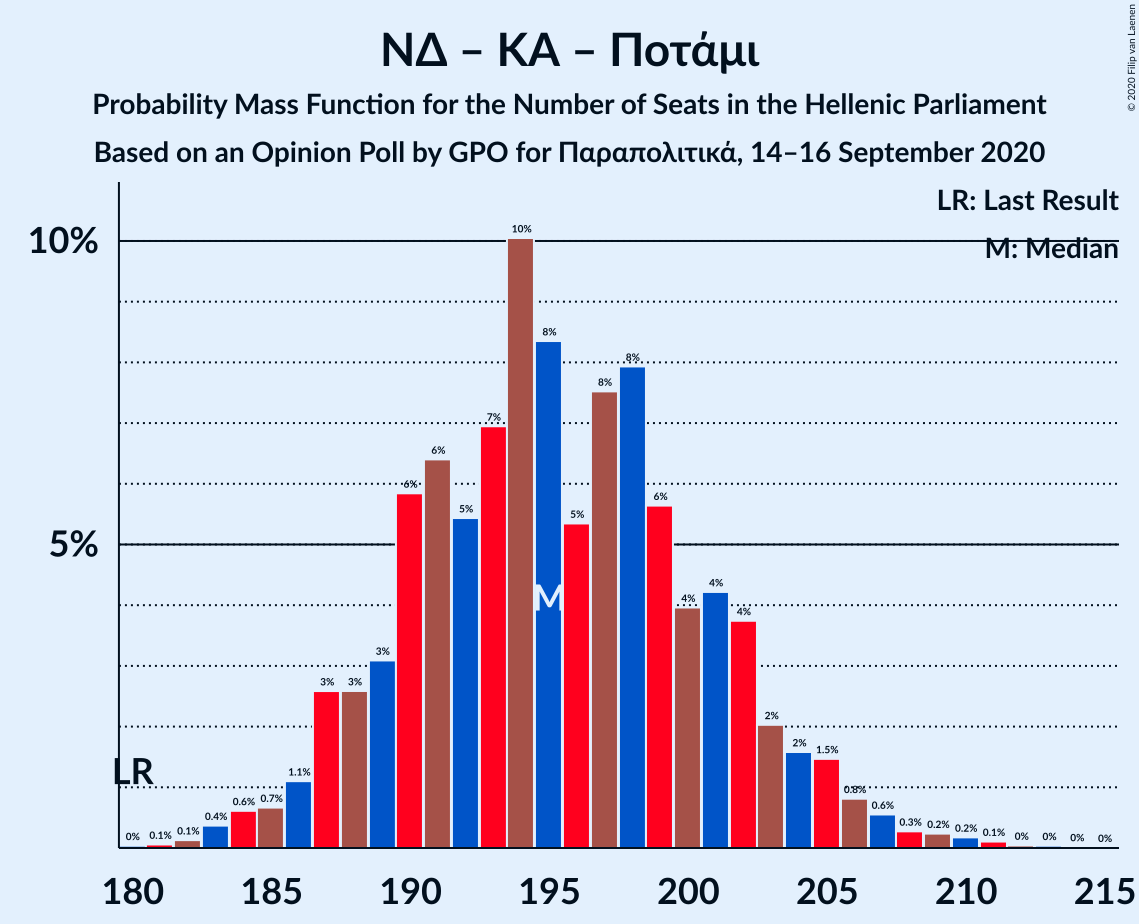 ΝΔ – ΚΑ – Ποτάμι
Probability Mass Function for the Number of Seats in the Hellenic Parliament
Based on an Opinion Poll by GPO for Παραπολιτικά, 14–16 September 2020
© 2020 Filip van Laenen
LR: Last Result
M: Median
10%
5%
LR
M
0% 0.1% 0.1% 0.4% 0.6% 0.7% 1.1% 3% 3% 3% 6% 6% 5% 7% 10% 8% 5% 8% 8% 6% 4% 4% 4% 2% 2% 1.5% 0.8% 0.6% 0.3% 0.2% 0.2% 0.1% 0% 0% 0% 0%
180 185 190 195 200 205 210 215